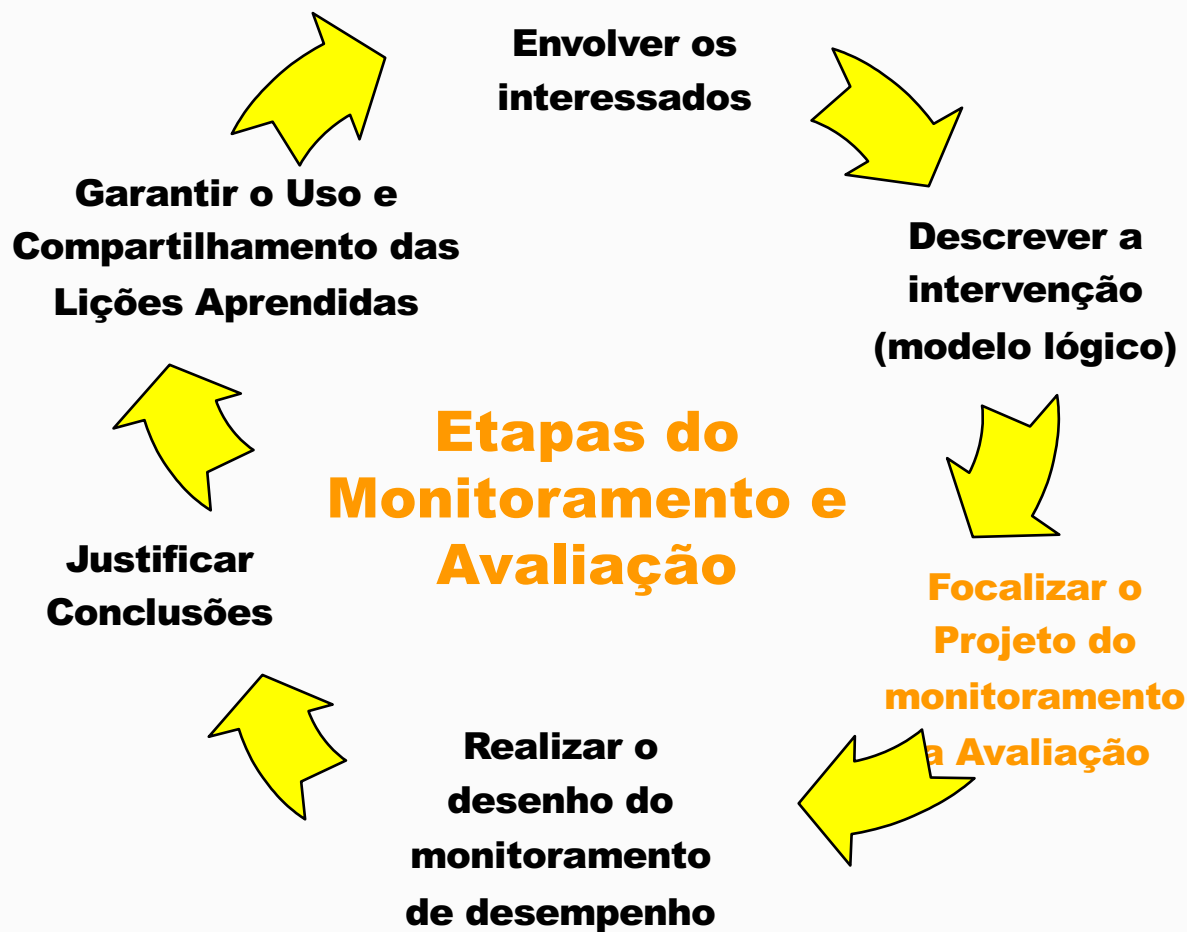 Envolver os
interessados
Descrever a
intervenção
(modelo lógico)
Focalizar o
Projeto do
monitoramento
a Avaliação
Realizar o
desenho do
monitoramento
de desempenho
Justificar
Conclusões
Garantir o Uso e
Compartilhamento das
Lições Aprendidas
Etapas do
Monitoramento e
Avaliação